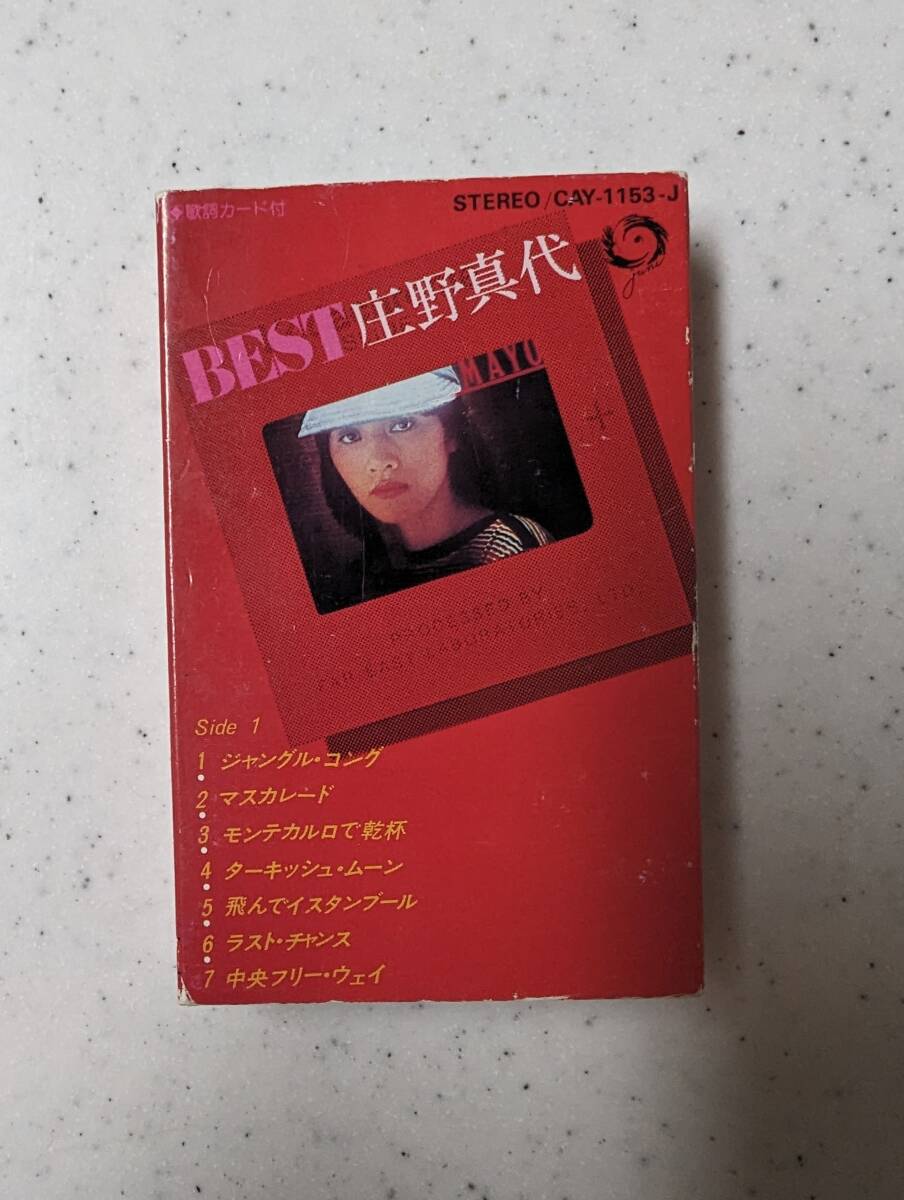 ◆歌詞カード付
STEREO/CAY-1153-J
june
BEST庄野真代
MAYO
PROCESSED BY
FAR EAST LABORATORIES, LTD.
Side 1
1 ジャングル・コング
2 マスカレード
3 モンテカルロで乾杯
4 ターキッシュ・ムーン
5 飛んでイスタンブール
6 ラスト・チャンス
7 中央フリー・ウェイ